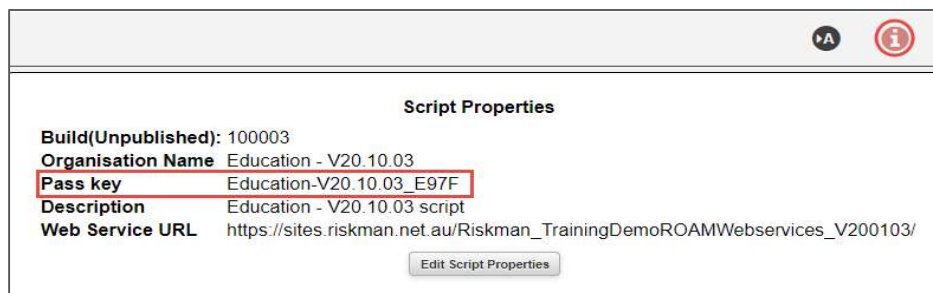 A
i
Script Properties
Build(Unpublished): 100003
Organisation Name Education - V20.10.03
Pass key Education-V20.10.03_E97F
Description Education - V20.10.03 script
Web Service URL https://sites.riskman.net.au/Riskman_TrainingDemoROAMWebservices_V200103/
Edit Script Properties